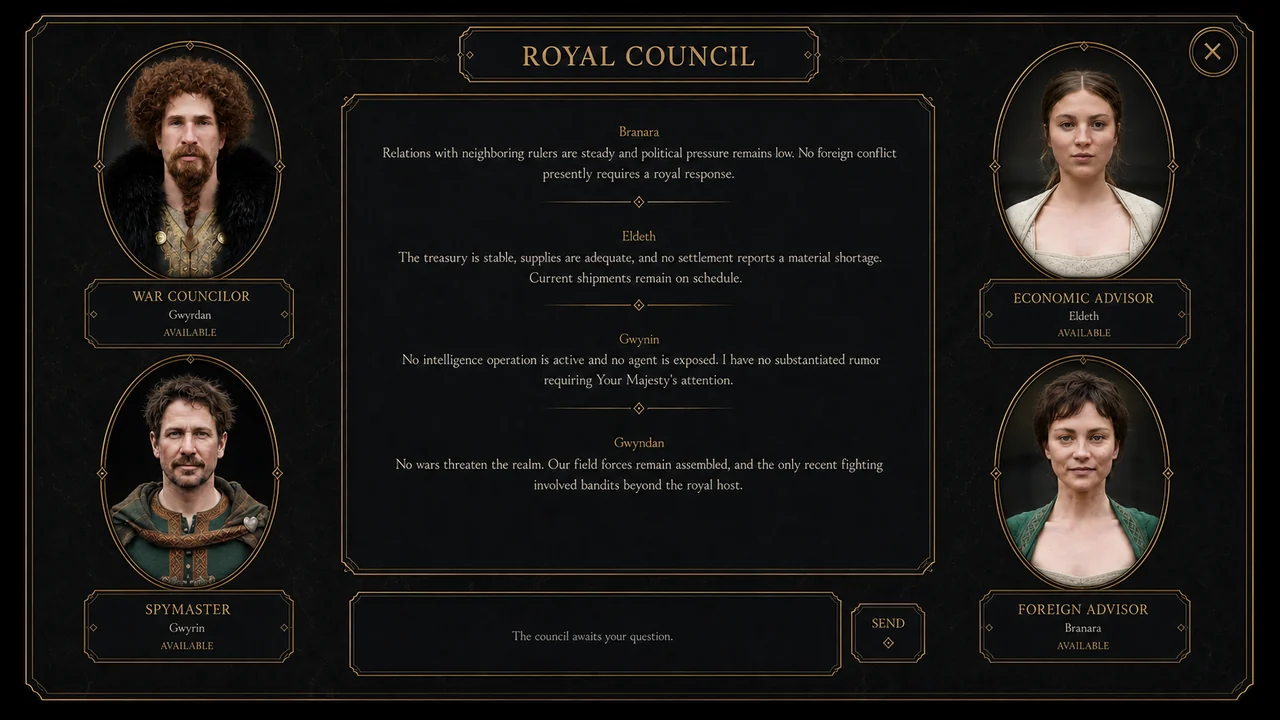 ROYAL COUNCIL
WAR COUNCILOR
Gwyrdan
AVAILABLE
SPYMASTER
Gwyrin
AVAILABLE
Branara
Relations with neighboring rulers are steady and political pressure remains low. No foreign conflict
presently requires a royal response.
Eldeth
The treasury is stable, supplies are adequate, and no settlement reports a material shortage.
Current shipments remain on schedule.
Gwynin
No intelligence operation is active and no agent is exposed. I have no substantiated rumor
requiring Your Majesty's attention.
Gwyndan
No wars threaten the realm. Our field forces remain assembled, and the only recent fighting
involved bandits beyond the royal host.
The council awaits your question.
SEND
ECONOMIC ADVISOR
Eldeth
AVAILABLE
FOREIGN ADVISOR
Branara
AVAILABLE